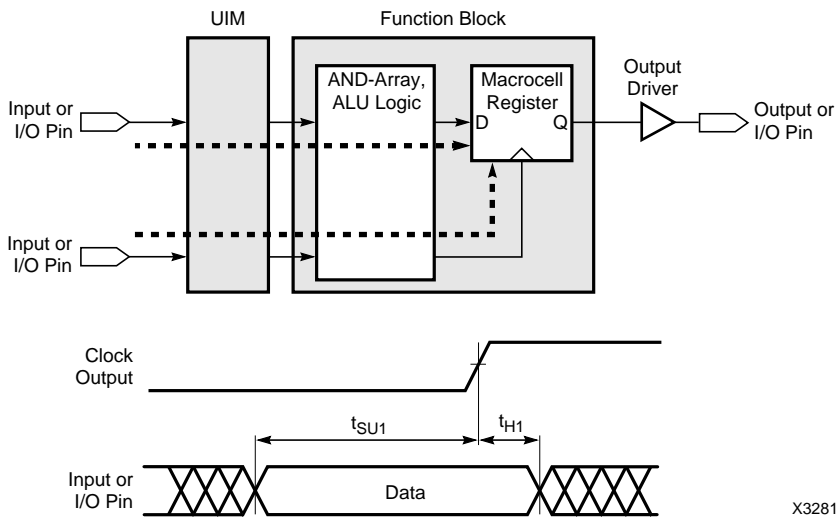 UIM
Function Block
AND-Array,
ALU Logic
Macrocell
Register
D
Q
Output
Driver
Input or
I/O Pin
Output or
I/O Pin
Input or
I/O Pin
Clock
Output
tSU1
tH1
Input or
I/O Pin
Data
X3281